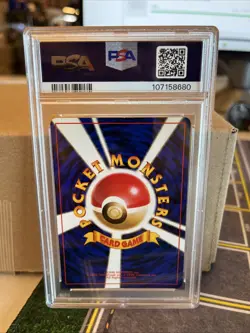 PSA
PSA
107158680
POCKET MONSTERS
CARD GAME